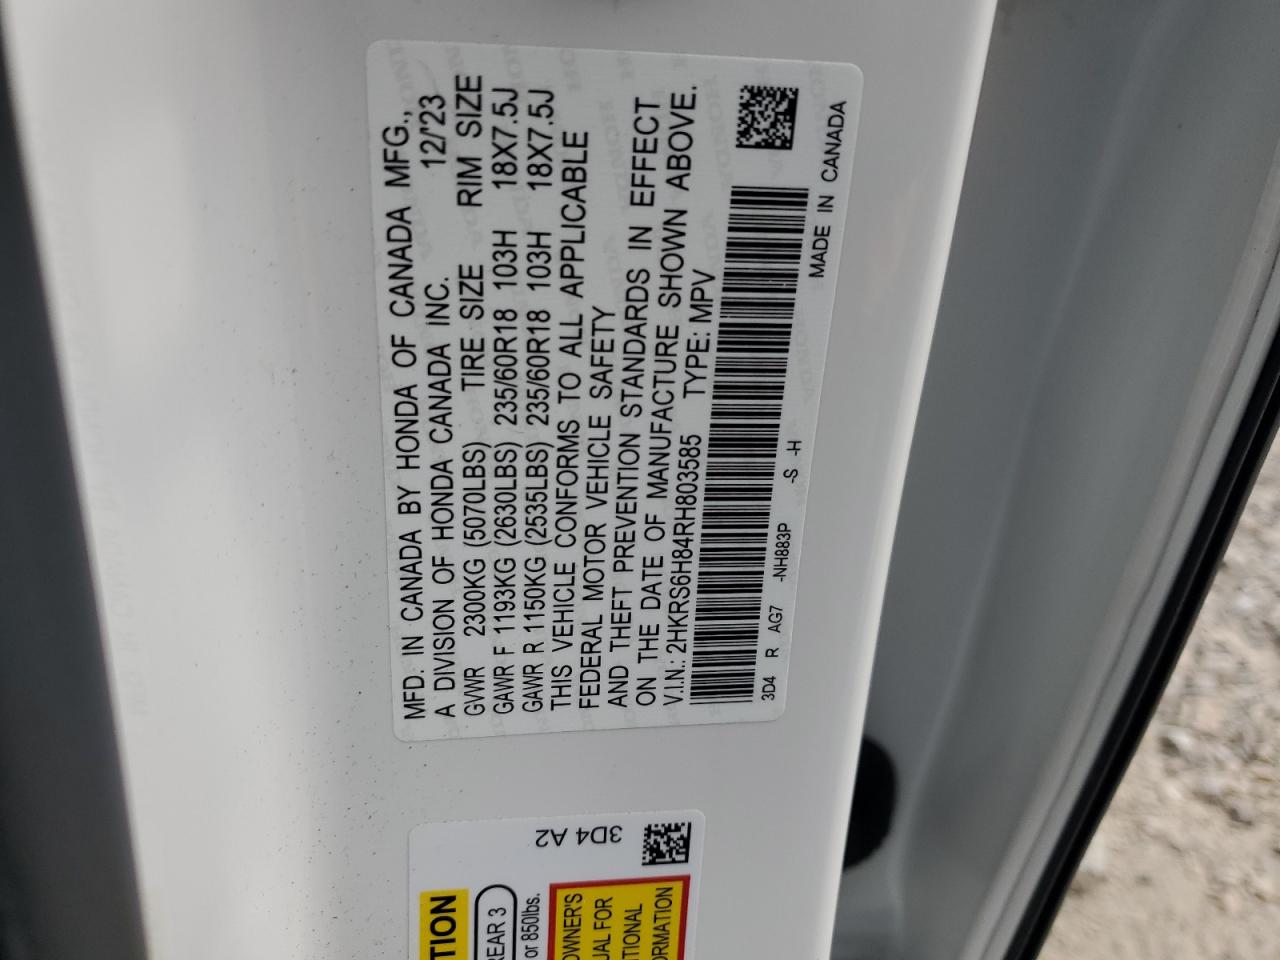 MFD. IN CANADA BY HONDA OF CANADA MFG.,
A DIVISION OF HONDA CANADA INC. 12/'23
GVWR 2300KG (5070LBS) TIRE SIZE RIM SIZE
GAWR F 1193KG (2630LBS) 235/60R18 103H 18X7.5J
GAWR R 1150KG (2535LBS) 235/60R18 103H 18X7.5J
THIS VEHICLE CONFORMS TO ALL APPLICABLE
FEDERAL MOTOR VEHICLE SAFETY
AND THEFT PREVENTION STANDARDS IN EFFECT
ON THE DATE OF MANUFACTURE SHOWN ABOVE.
V.I.N.: 2HKRS6H84RH803585 TYPE: MPV
3D4 R AG7 -NH883P -S -H
MADE IN CANADA
3D4 A2
TION
REAR 3
or 850lbs.
OWNER'S
UAL FOR
TIONAL
ORMATION